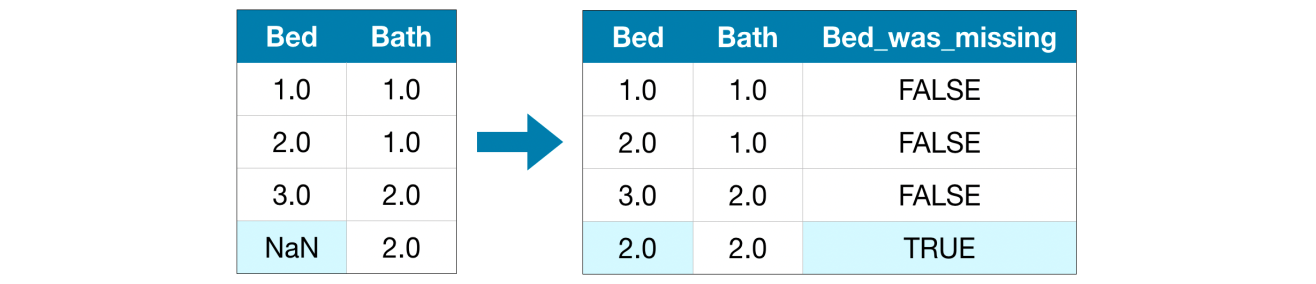 Bed Bath Bed Bath Bed_was_missing
1.0 1.0 1.0 1.0 FALSE
2.0 1.0 2.0 1.0 FALSE
3.0 2.0 3.0 2.0 FALSE
NaN 2.0 2.0 2.0 TRUE